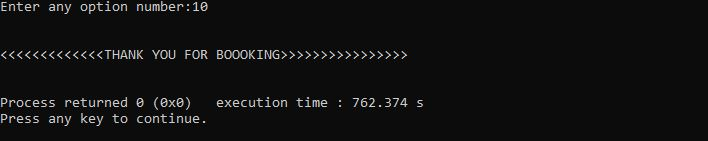 Enter any option number:10
<<<<<<<<<<<<<THANK YOU FOR BOOOKING>>>>>>>>>>>>>>>>
Process returned 0 (0x0)   execution time : 762.374 s
Press any key to continue.